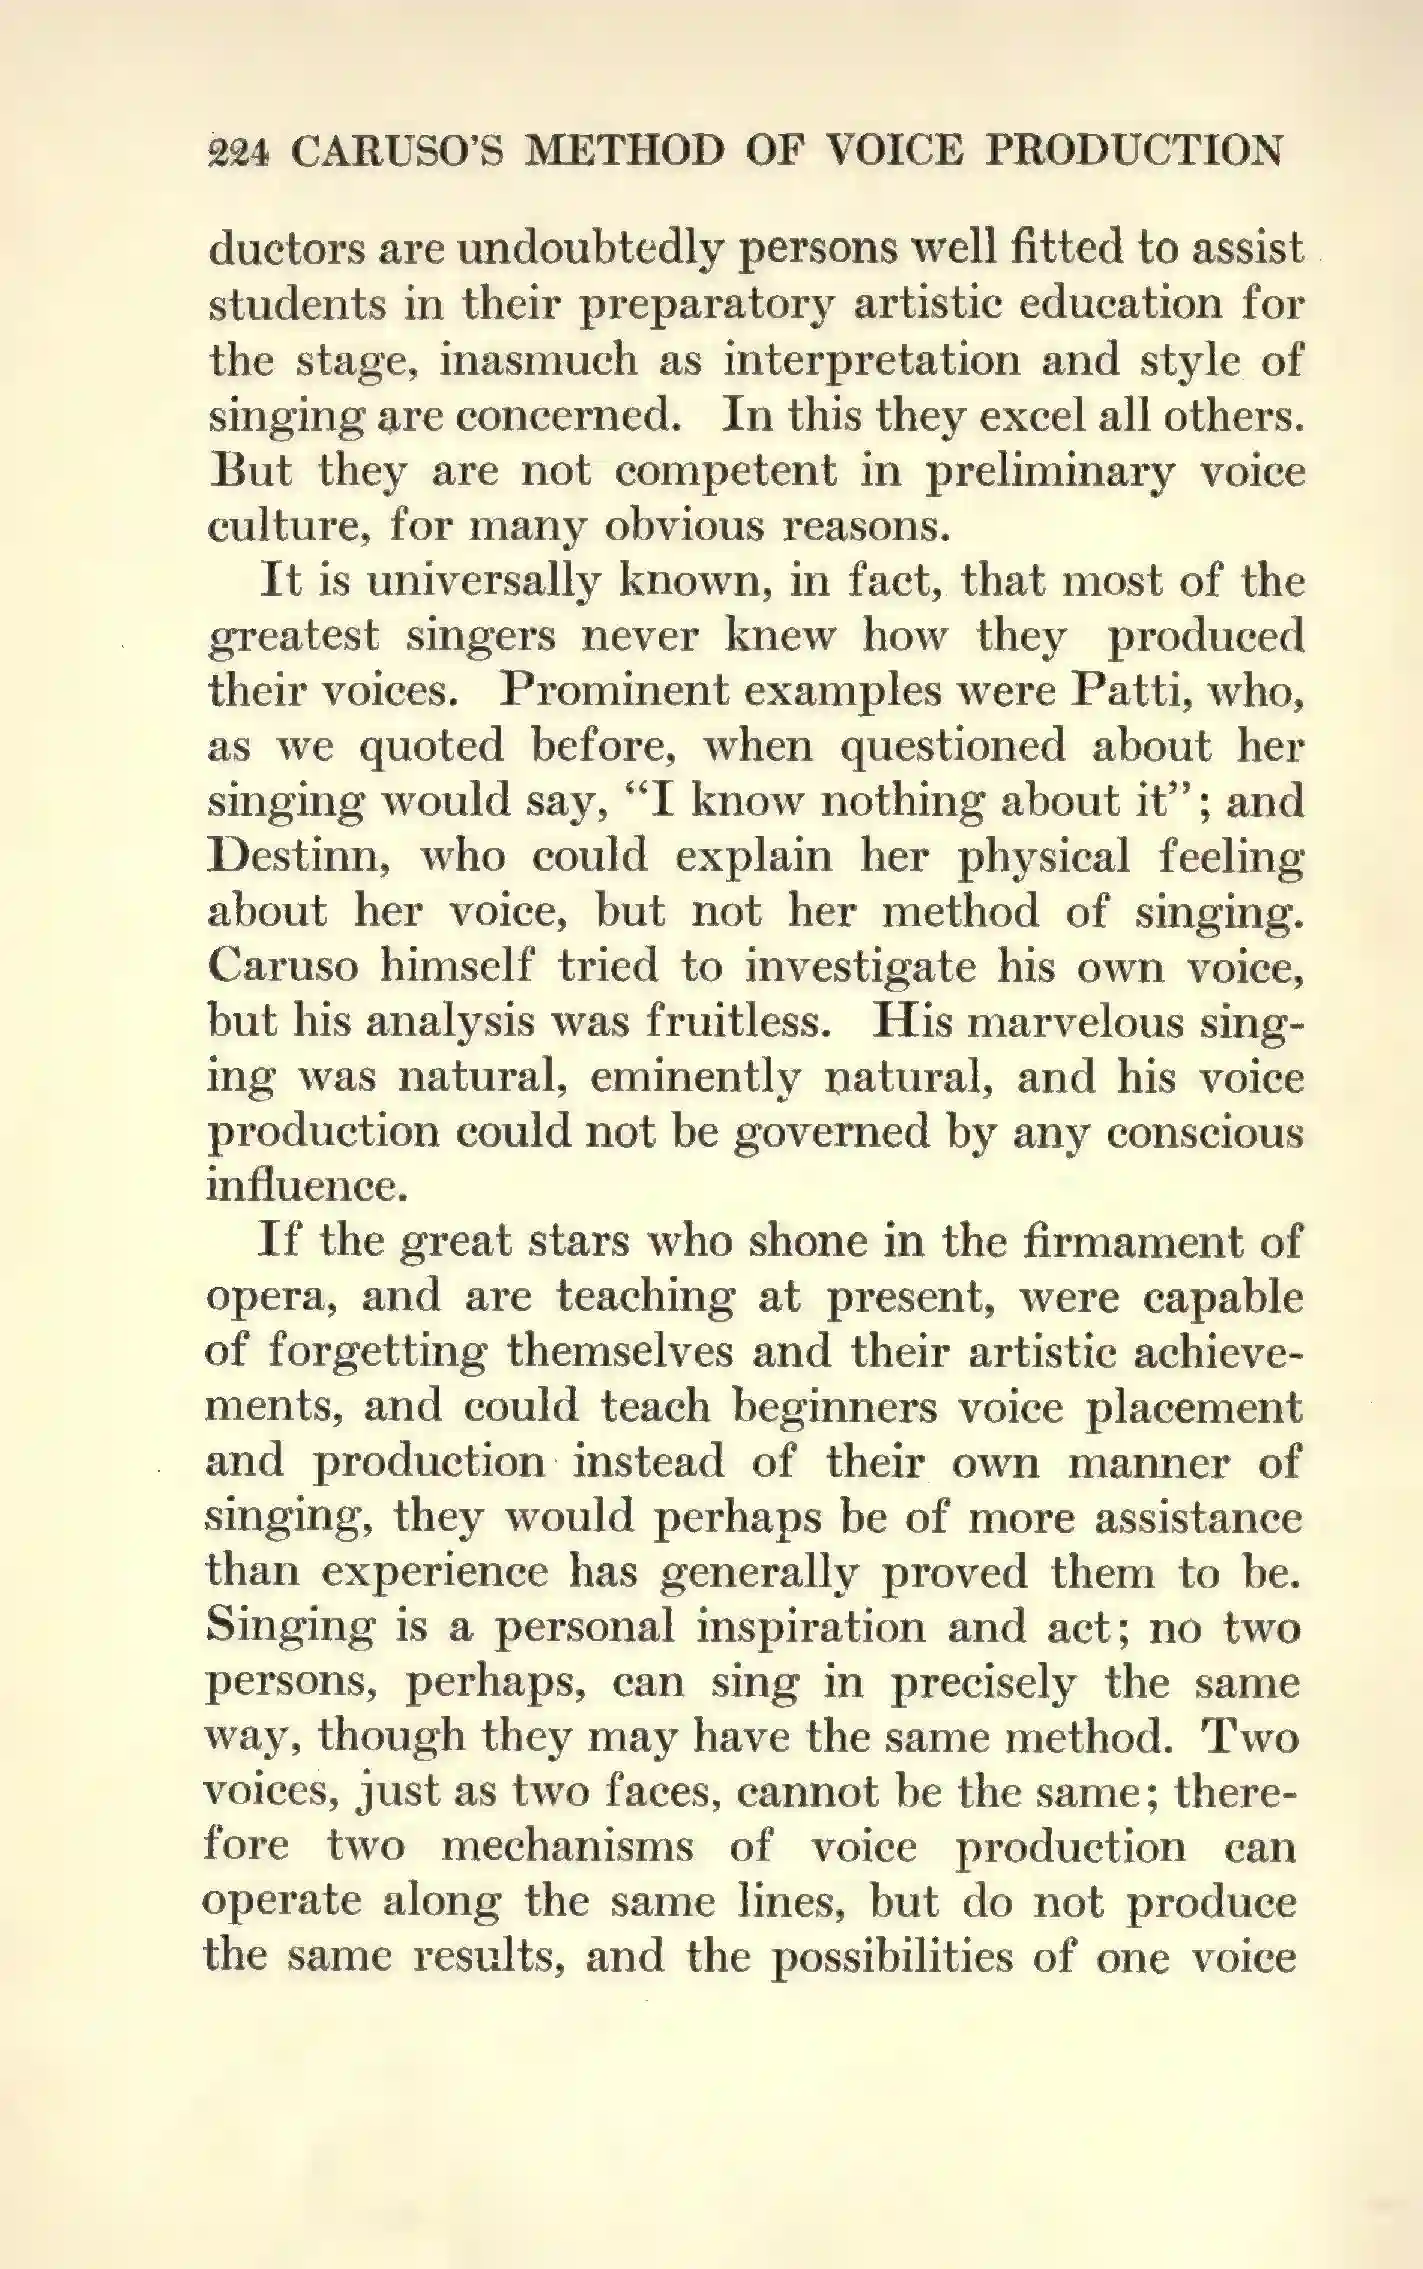 224 CARUSO'S METHOD OF VOICE PRODUCTION
ductors are undoubtedly persons well fitted to assist
students in their preparatory artistic education for
the stage, inasmuch as interpretation and style of
singing are concerned. In this they excel all others.
But they are not competent in preliminary voice
culture, for many obvious reasons.
It is universally known, in fact, that most of the
greatest singers never knew how they produced
their voices. Prominent examples were Patti, who,
as we quoted before, when questioned about her
singing would say, “I know nothing about it”; and
Destinn, who could explain her physical feeling
about her voice, but not her method of singing.
Caruso himself tried to investigate his own voice,
but his analysis was fruitless. His marvelous sing-
ing was natural, eminently natural, and his voice
production could not be governed by any conscious
influence.
If the great stars who shone in the firmament of
opera, and are teaching at present, were capable
of forgetting themselves and their artistic achieve-
ments, and could teach beginners voice placement
and production instead of their own manner of
singing, they would perhaps be of more assistance
than experience has generally proved them to be.
Singing is a personal inspiration and act; no two
persons, perhaps, can sing in precisely the same
way, though they may have the same method. Two
voices, just as two faces, cannot be the same; there-
fore two mechanisms of voice production can
operate along the same lines, but do not produce
the same results, and the possibilities of one voice